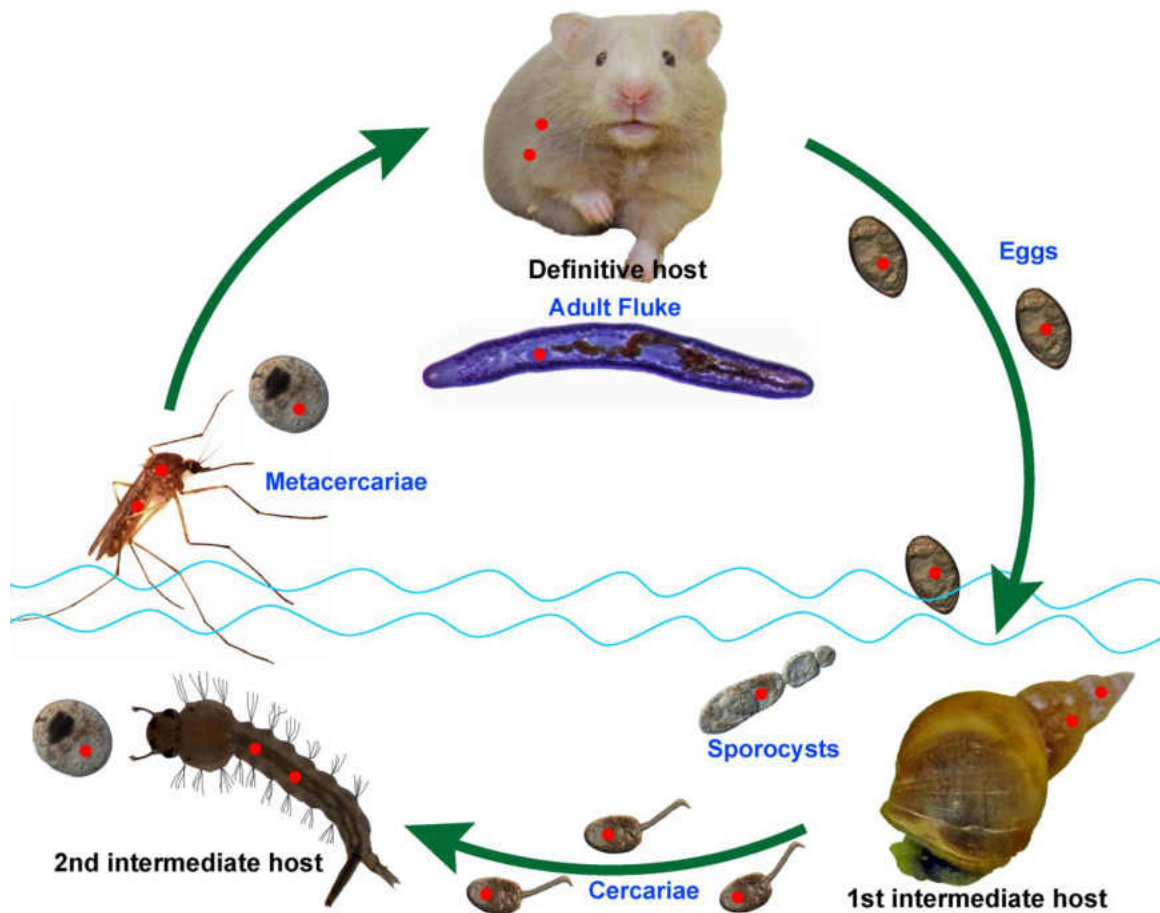 Definitive host
Adult Fluke
Eggs
Metacercariae
Sporocysts
2nd intermediate host
Cercariae
1st intermediate host